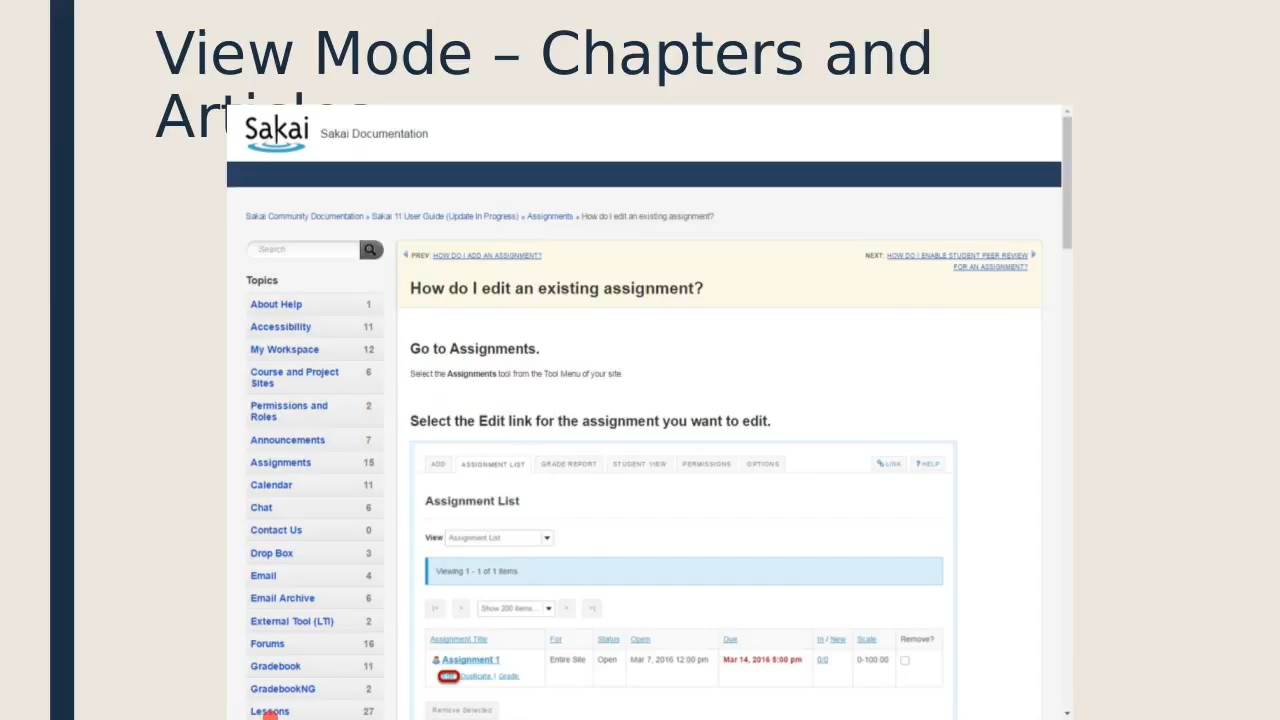 View Mode – Chapters and
Articles
Sakai Sakai Documentation
Sakai Community Documentation » Sakai 11 User Guide (Update In Progress) » Assignments » How do I edit an existing assignment?
Search
Topics
About Help 1
Accessibility 11
My Workspace 12
Course and Project 6
Sites
Permissions and 2
Roles
Announcements 7
Assignments 15
Calendar 11
Chat 6
Contact Us 0
Drop Box 3
Email 4
Email Archive 6
External Tool (LTI) 2
Forums 16
Gradebook 11
GradebookNG 2
Lessons 27
PREV: HOW DO I ADD AN ASSIGNMENT?
NEXT: HOW DO I ENABLE STUDENT PEER REVIEW
FOR AN ASSIGNMENT?
How do I edit an existing assignment?
Go to Assignments.
Select the Assignments tool from the Tool Menu of your site.
Select the Edit link for the assignment you want to edit.
ADD ASSIGNMENT LIST GRADE REPORT STUDENT VIEW PERMISSIONS OPTIONS LINK ? HELP
Assignment List
View Assignment List
Viewing 1 - 1 of 1 items
|< < Show 200 items... > >|
Assignment Title For Status Open Due In / New Scale Remove?
Assignment 1 Entire Site Open Mar 7, 2016 12:00 pm Mar 14, 2016 5:00 pm 0/0 0-100.00
Edit Duplicate | Grade
Remove Selected